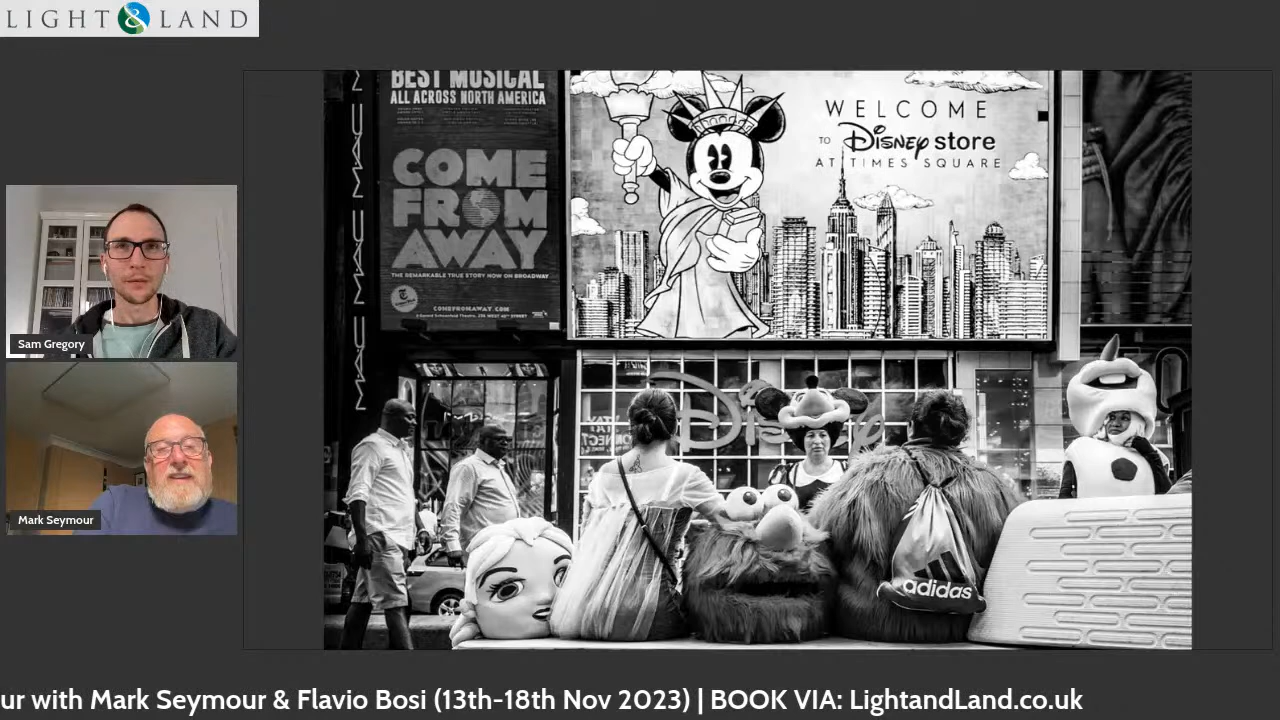 LIGHT & LAND
BEST MUSICAL
ALL ACROSS NORTH AMERICA
COME
FROM
AWAY
THE REMARKABLE TRUE STORY NOW ON BROADWAY
COMEFROMAWAY.COM
MAC MAC MAC
WELCOME
TO Disney store
AT TIMES SQUARE
Disney
adidas
Sam Gregory
Mark Seymour
ur with Mark Seymour & Flavio Bosi (13th-18th Nov 2023) | BOOK VIA: LightandLand.co.uk